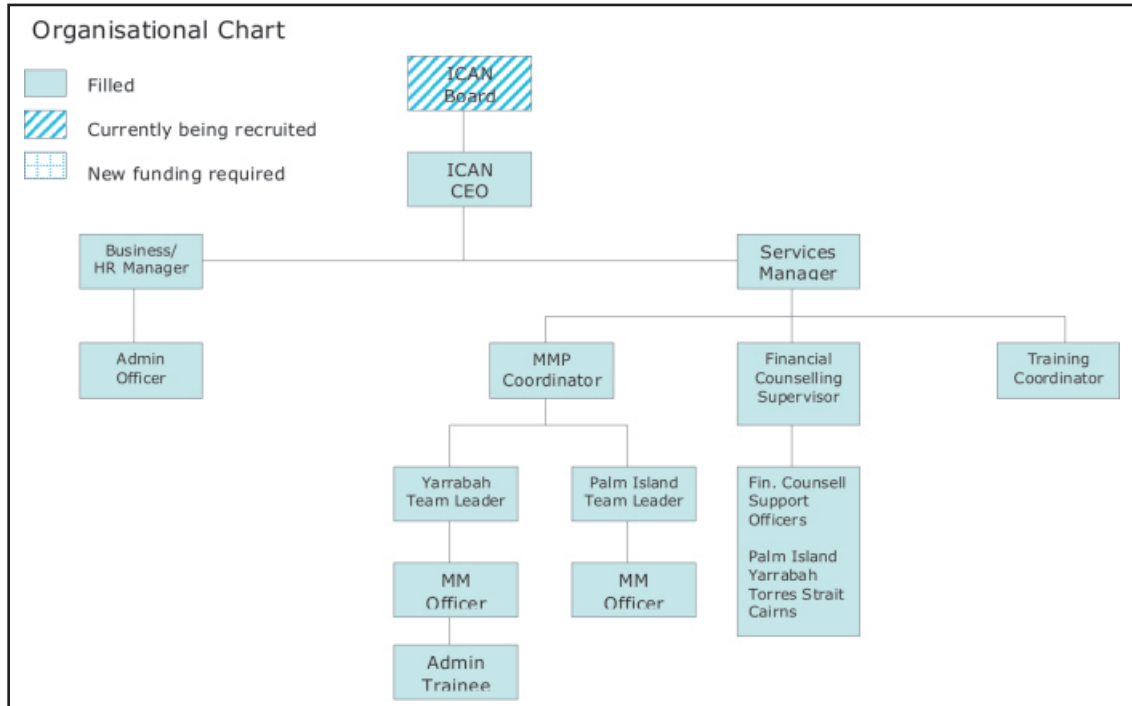 Organisational Chart
Filled
Currently being recruited
New funding required
ICAN
Board
ICAN
CEO
Business/
HR Manager
Services
Manager
Admin
Officer
MMP
Coordinator
Financial
Counselling
Supervisor
Training
Coordinator
Yarrabah
Team Leader
Palm Island
Team Leader
Fin. Counsell
Support
Officers
Palm Island
Yarrabah
Torres Strait
Cairns
MM
Officer
MM
Officer
Admin
Trainee